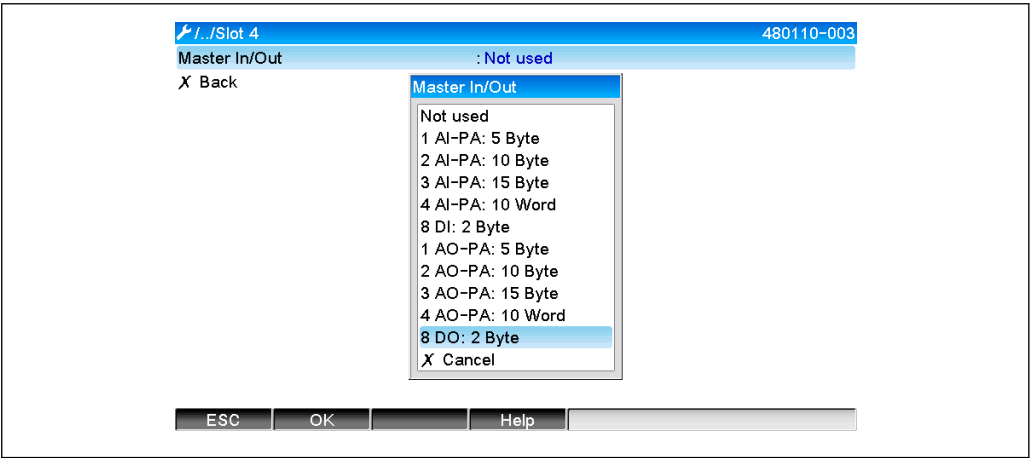 /../Slot 4 480110-003
Master In/Out : Not used
X Back
Master In/Out
Not used
1 AI-PA: 5 Byte
2 AI-PA: 10 Byte
3 AI-PA: 15 Byte
4 AI-PA: 10 Word
8 DI: 2 Byte
1 AO-PA: 5 Byte
2 AO-PA: 10 Byte
3 AO-PA: 15 Byte
4 AO-PA: 10 Word
8 DO: 2 Byte
X Cancel
ESC OK Help